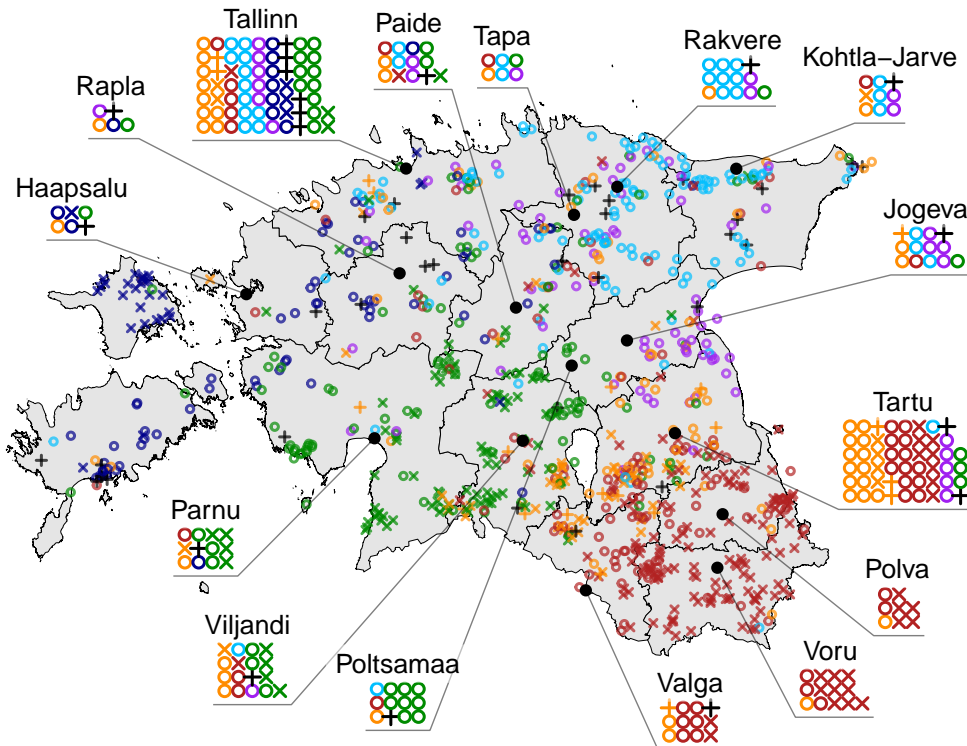 Tallinn
Paide
Tapa
Rakvere
Kohtla−Jarve
Rapla
Haapsalu
Jogeva
Tartu
Parnu
Polva
Viljandi
Poltsamaa
Voru
Valga